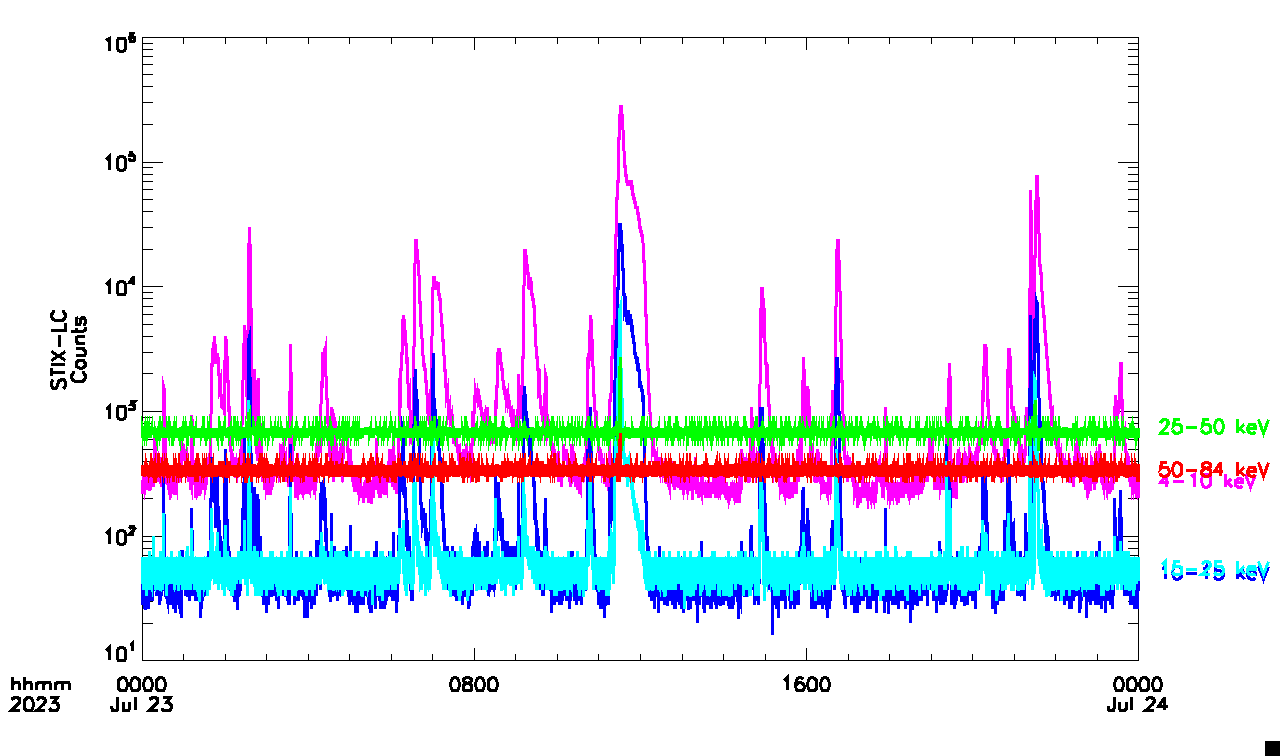 10⁶
10⁵
10⁴
10³
10²
10¹
STIX-LC
Counts
25-50 keV
50-84 keV
4-10 keV
15-25 keV
hhmm 0000 0800 1600 0000
2023 Jul 23 Jul 24